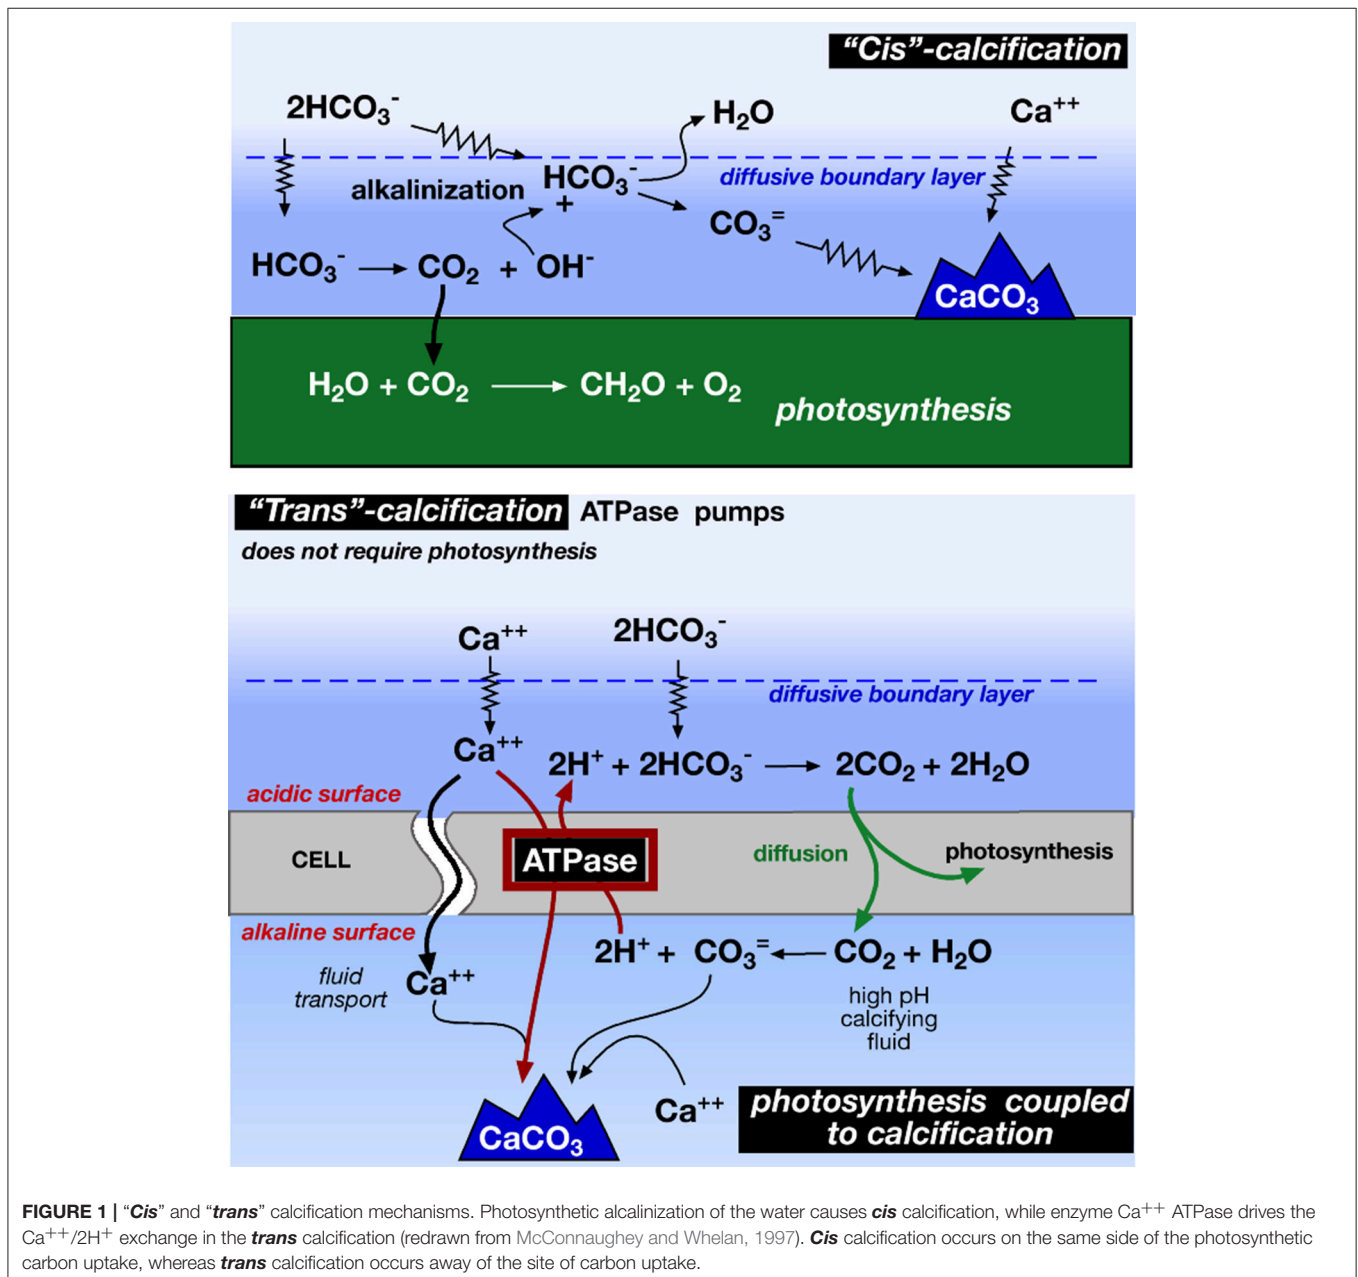 “Cis”-calcification
2HCO₃⁻
H₂O
Ca⁺⁺
alkalinization
HCO₃⁻
+
diffusive boundary layer
CO₃⁼
HCO₃⁻ → CO₂ + OH⁻
CaCO₃
H₂O + CO₂ → CH₂O + O₂
photosynthesis
“Trans”-calcification ATPase pumps
does not require photosynthesis
Ca⁺⁺
2HCO₃⁻
diffusive boundary layer
Ca⁺⁺
2H⁺ + 2HCO₃⁻ → 2CO₂ + 2H₂O
acidic surface
CELL
ATPase
diffusion
photosynthesis
alkaline surface
2H⁺ + CO₃⁼ ← CO₂ + H₂O
fluid
transport
Ca⁺⁺
high pH
calcifying
fluid
CaCO₃
Ca⁺⁺
photosynthesis coupled
to calcification
FIGURE 1 | “Cis” and “trans” calcification mechanisms. Photosynthetic alcalinization of the water causes cis calcification, while enzyme Ca⁺⁺ ATPase drives the
Ca⁺⁺/2H⁺ exchange in the trans calcification (redrawn from McConnaughey and Whelan, 1997). Cis calcification occurs on the same side of the photosynthetic
carbon uptake, whereas trans calcification occurs away of the site of carbon uptake.